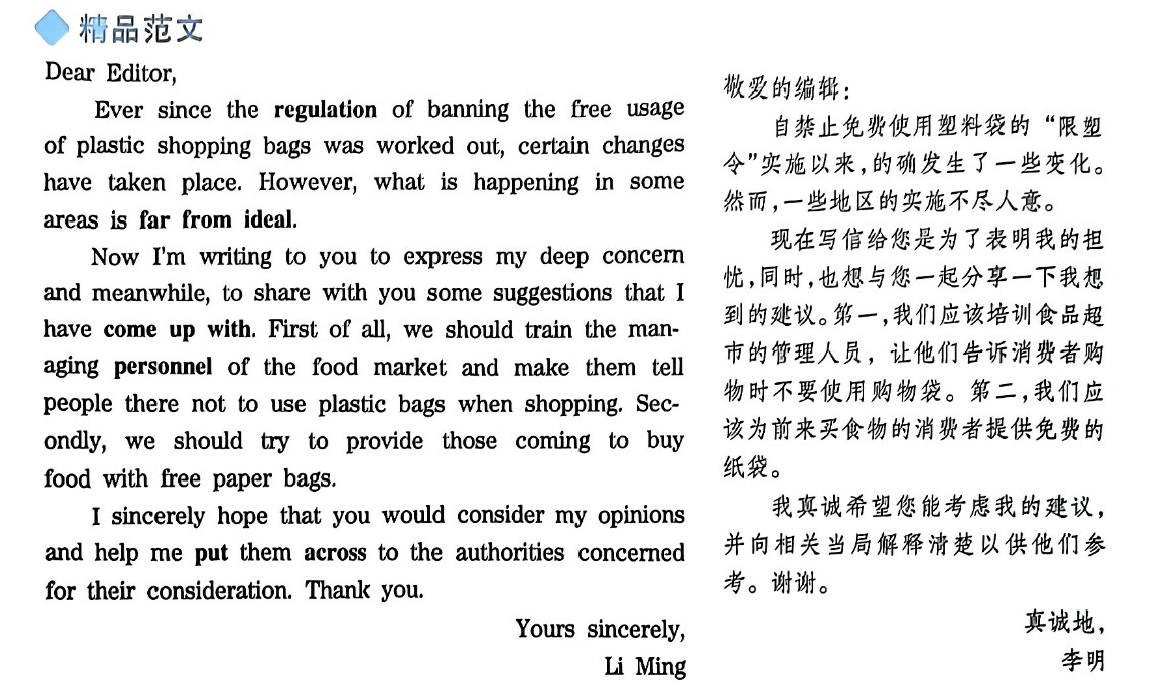 精品范文
Dear Editor,
Ever since the regulation of banning the free usage
of plastic shopping bags was worked out, certain changes
have taken place. However, what is happening in some
areas is far from ideal.
Now I'm writing to you to express my deep concern
and meanwhile, to share with you some suggestions that I
have come up with. First of all, we should train the man-
aging personnel of the food market and make them tell
people there not to use plastic bags when shopping. Sec-
ondly, we should try to provide those coming to buy
food with free paper bags.
I sincerely hope that you would consider my opinions
and help me put them across to the authorities concerned
for their consideration. Thank you.
Yours sincerely,
Li Ming
敬爱的编辑：
自禁止免费使用塑料袋的“限塑
令”实施以来，的确发生了一些变化。
然而，一些地区的实施不尽人意。
现在写信给您是为了表明我的担
忧，同时，也想与您一起分享一下我想
到的建议。第一，我们应该培训食品超
市的管理人员，让他们告诉消费者购
物时不要使用购物袋。第二，我们应
该为前来买食物的消费者提供免费的
纸袋。
我真诚希望您能考虑我的建议，
并向相关当局解释清楚以供他们参
考。谢谢。
真诚地，
李明